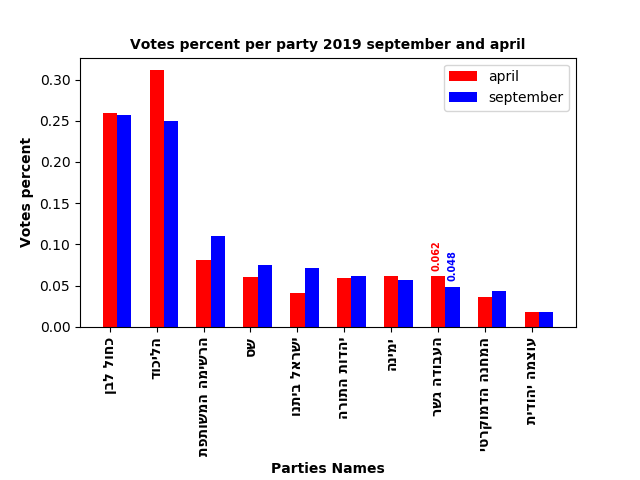 Votes percent per party 2019 september and april
april
september
Votes percent
0.30
0.25
0.20
0.15
0.10
0.05
0.00
0.062
0.048
כחול לבן
הליכוד
הרשימה המשותפת
שס
ישראל ביתנו
יהדות התורה
ימינה
העבודה גשר
המחנה הדמוקרטי
עוצמה יהודית
Parties Names